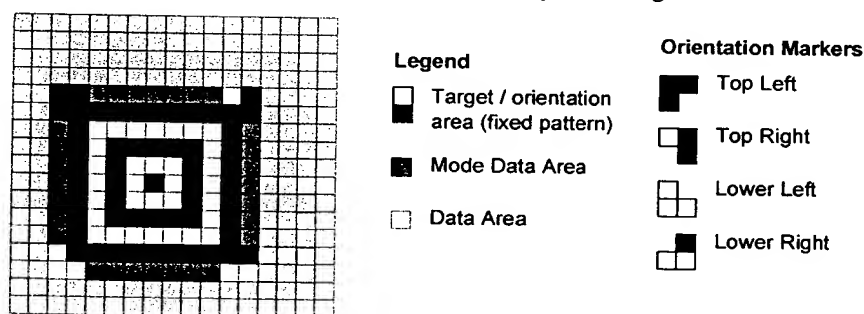 Legend
Target / orientation
area (fixed pattern)
Mode Data Area
Data Area
Orientation Markers
Top Left
Top Right
Lower Left
Lower Right